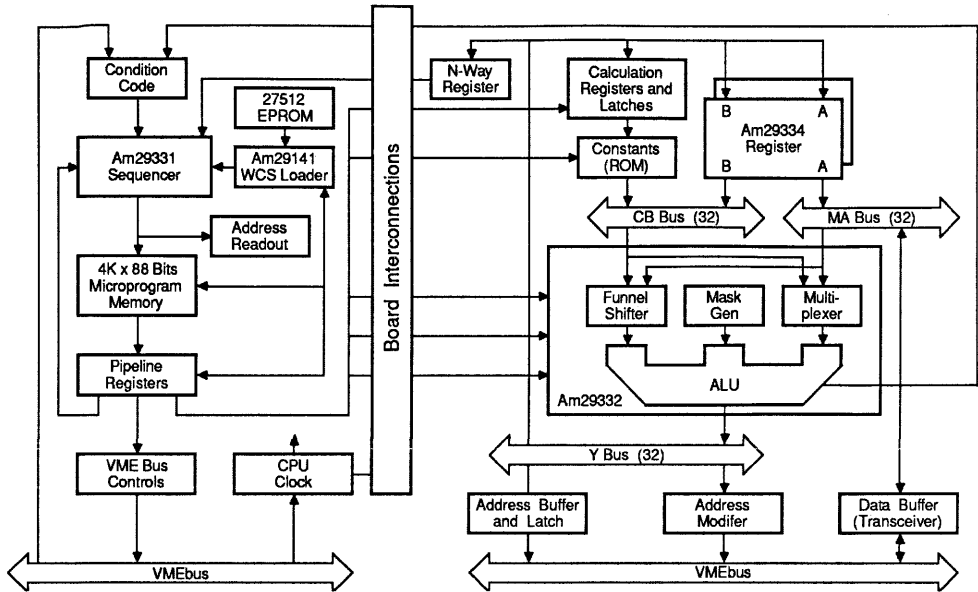 Condition
Code
27512
EPROM
Am29331
Sequencer
Am29141
WCS Loader
Address
Readout
4K x 88 Bits
Microprogram
Memory
Pipeline
Registers
VME Bus
Controls
CPU
Clock
VMEbus
Board Interconnections
N-Way
Register
Calculation
Registers and
Latches
Constants
(ROM)
B
A
Am29334
Register
B
A
CB Bus (32)
MA Bus (32)
Funnel
Shifter
Mask
Gen
Multi-
plexer
ALU
Am29332
Y Bus (32)
Address Buffer
and Latch
Address
Modifer
Data Buffer
(Transceiver)
VMEbus